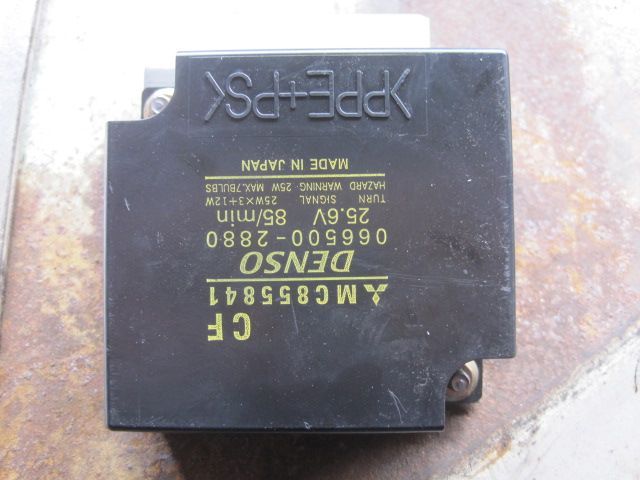 CF
MC855841
DENSO
066500-2880
25.6V 85/min
TURN SIGNAL 25W×3+12W
HAZARD WARNING 25W MAX.7BULBS
MADE IN JAPAN
>PPE+PS<